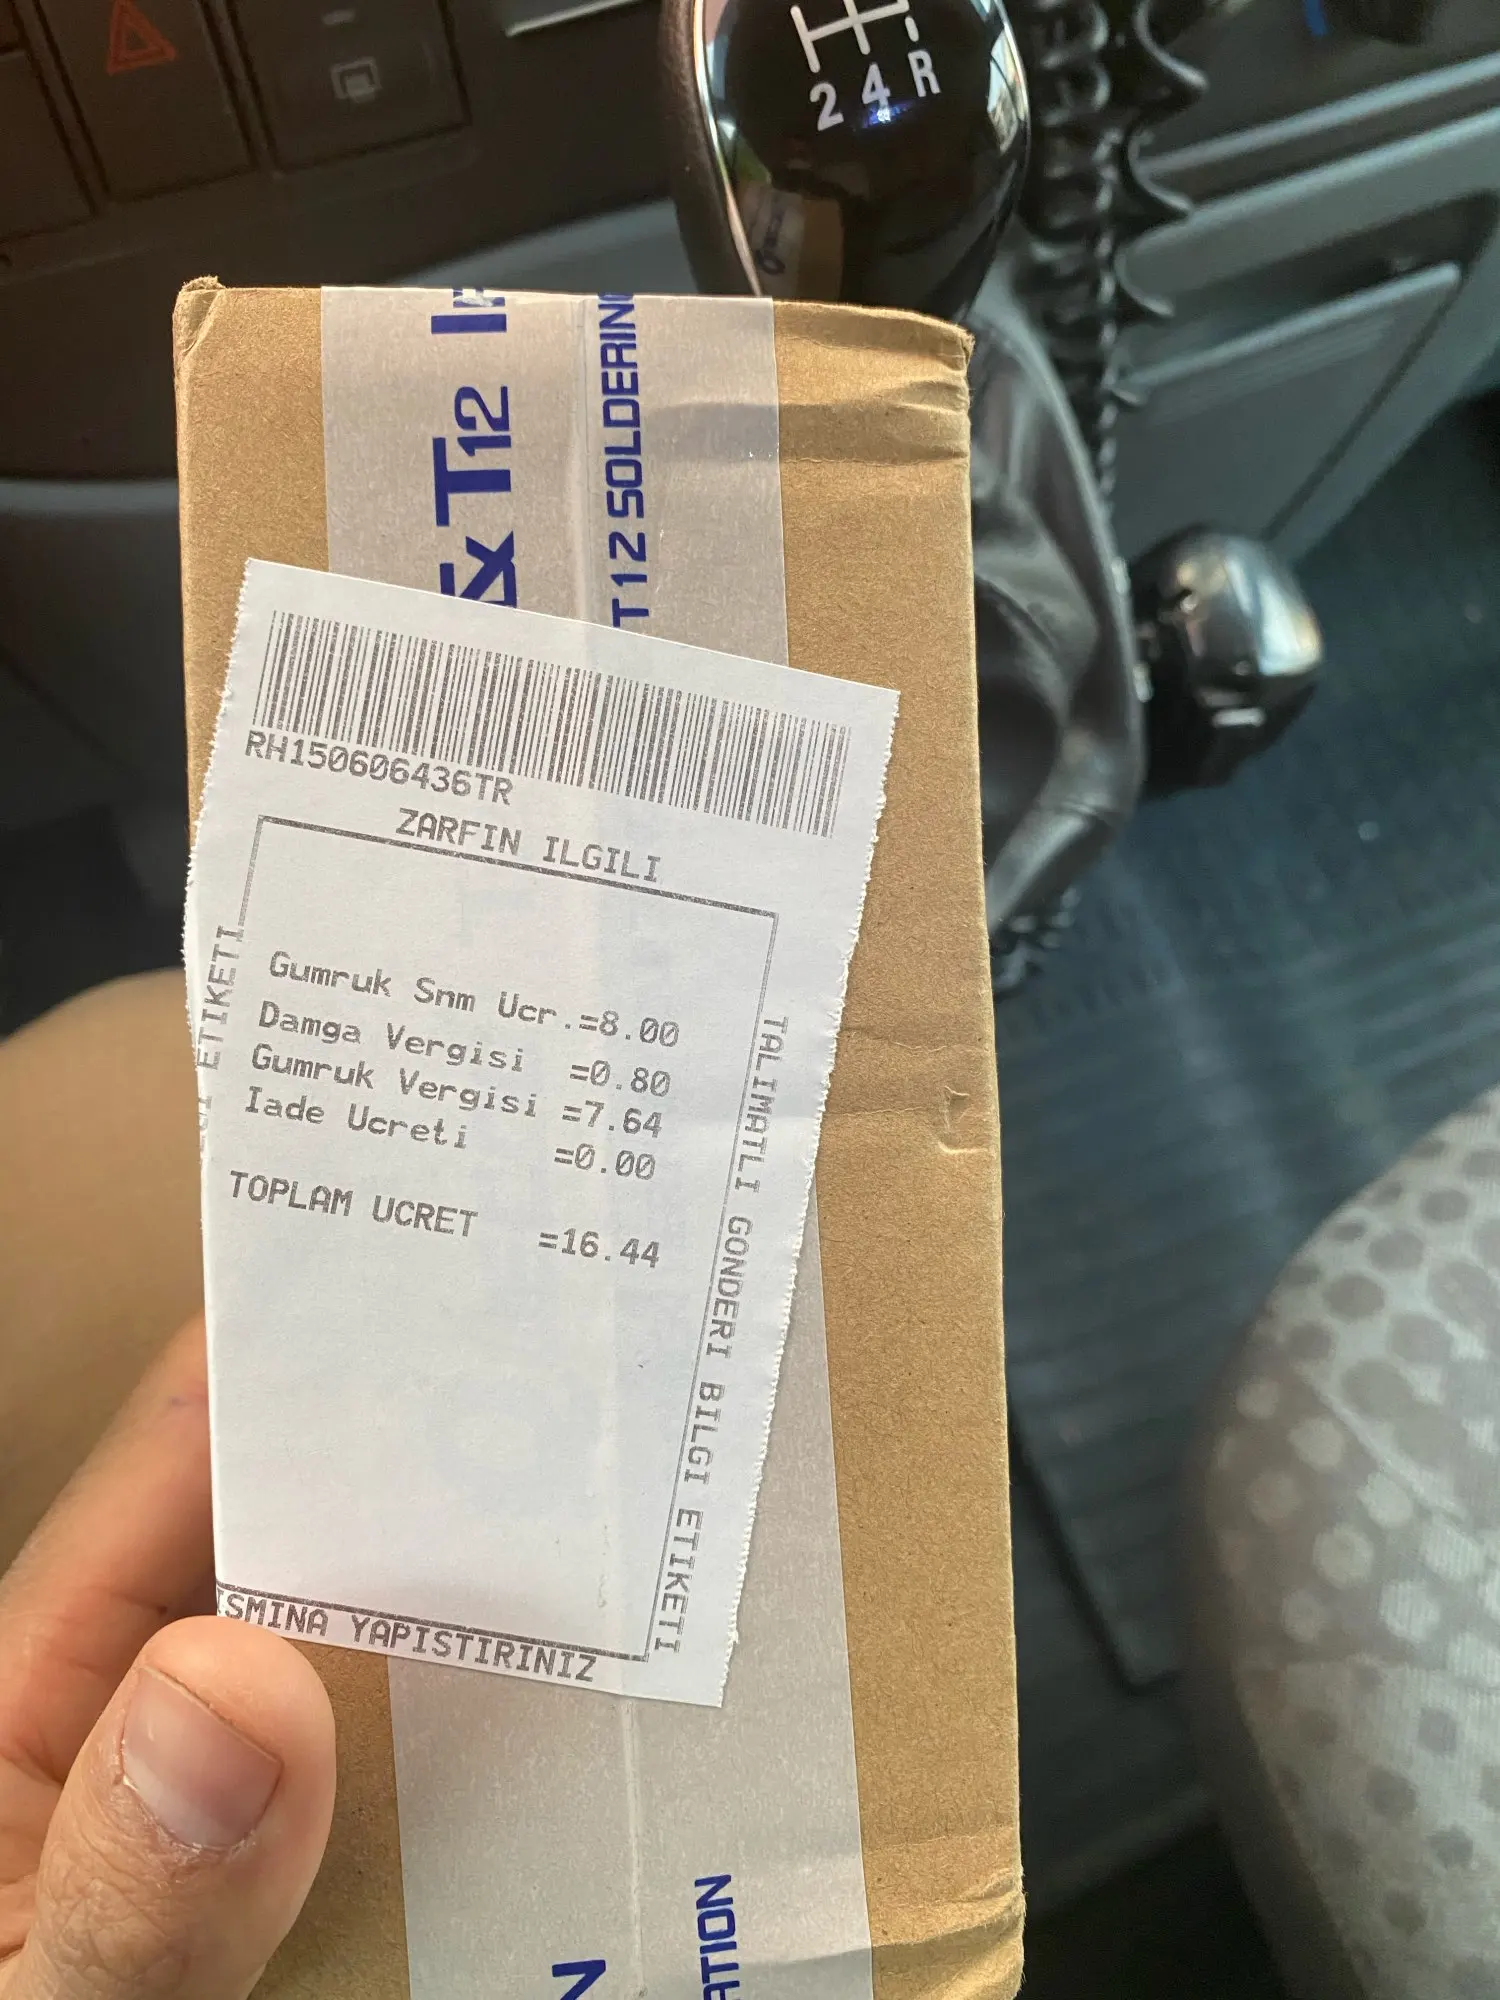 2 4 R
& T12
T12 SOLDERING
RH150606436TR
ZARFIN ILGILI
Gumruk Snm Ucr.=8.00
Damga Vergisi =0.80
Gumruk Vergisi =7.64
Iade Ucreti =0.00
TOPLAM UCRET =16.44
ETIKETI
TALIMATLI GONDERI BILGI ETIKETI
ISMINA YAPISTIRINIZ
N
ATION